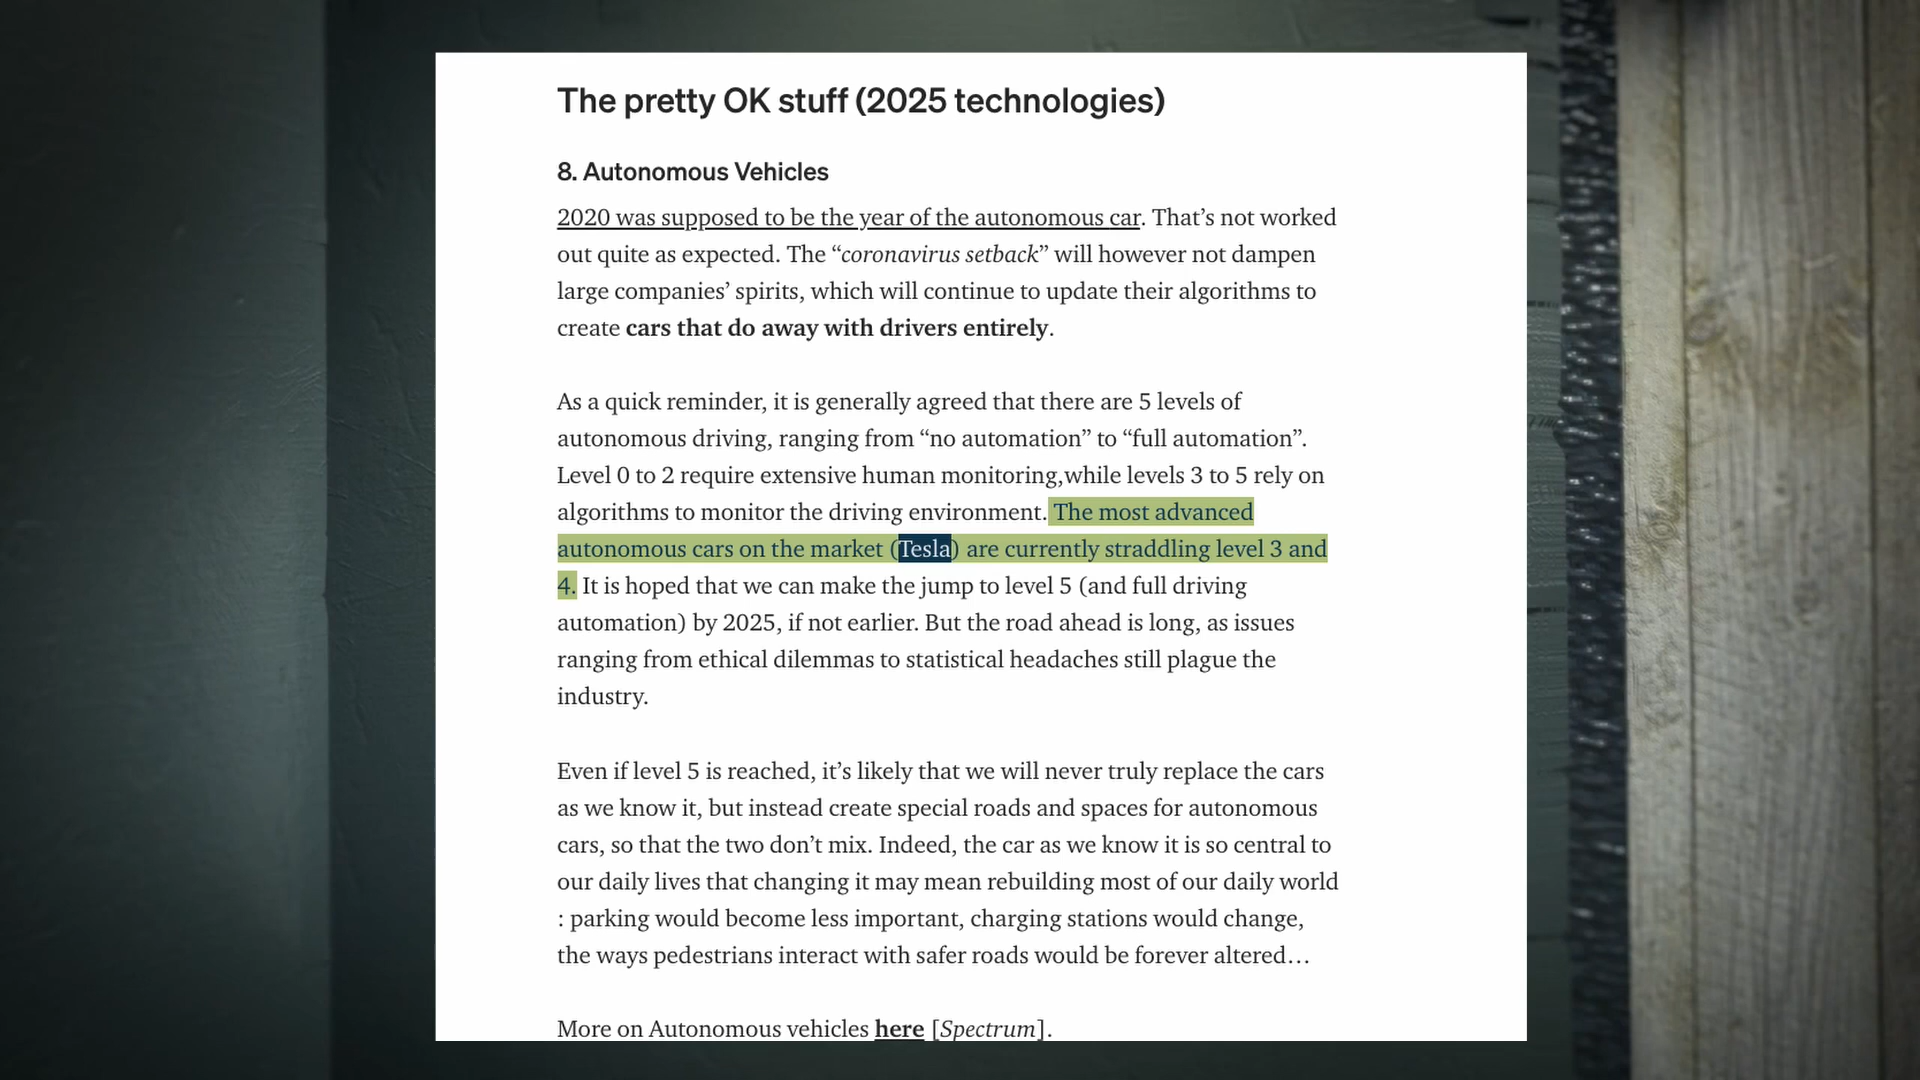 The pretty OK stuff (2025 technologies)
8. Autonomous Vehicles
2020 was supposed to be the year of the autonomous car. That’s not worked
out quite as expected. The “coronavirus setback” will however not dampen
large companies’ spirits, which will continue to update their algorithms to
create cars that do away with drivers entirely.
As a quick reminder, it is generally agreed that there are 5 levels of
autonomous driving, ranging from “no automation” to “full automation”.
Level 0 to 2 require extensive human monitoring,while levels 3 to 5 rely on
algorithms to monitor the driving environment. The most advanced
autonomous cars on the market (Tesla) are currently straddling level 3 and
4. It is hoped that we can make the jump to level 5 (and full driving
automation) by 2025, if not earlier. But the road ahead is long, as issues
ranging from ethical dilemmas to statistical headaches still plague the
industry.
Even if level 5 is reached, it’s likely that we will never truly replace the cars
as we know it, but instead create special roads and spaces for autonomous
cars, so that the two don’t mix. Indeed, the car as we know it is so central to
our daily lives that changing it may mean rebuilding most of our daily world
: parking would become less important, charging stations would change,
the ways pedestrians interact with safer roads would be forever altered…
More on Autonomous vehicles here [Spectrum].